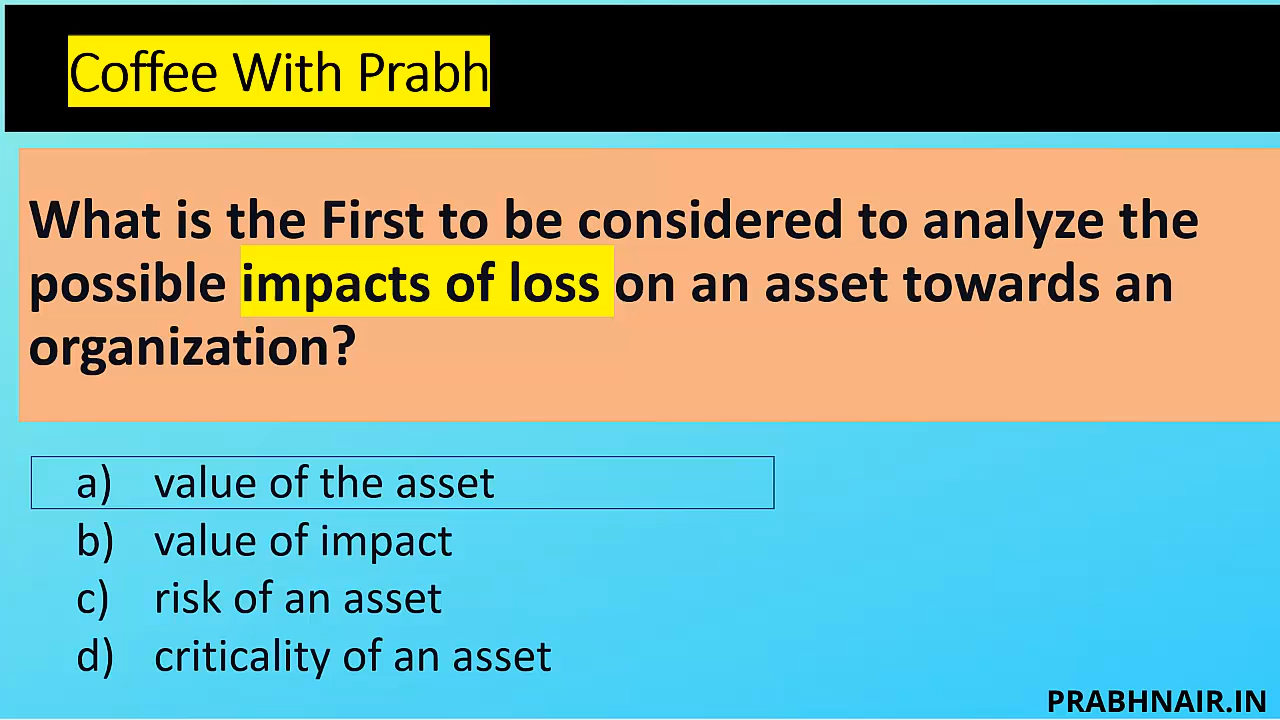 Coffee With Prabh
What is the First to be considered to analyze the
possible impacts of loss on an asset towards an
organization?
a) value of the asset
b) value of impact
c) risk of an asset
d) criticality of an asset
PRABHNAIR.IN